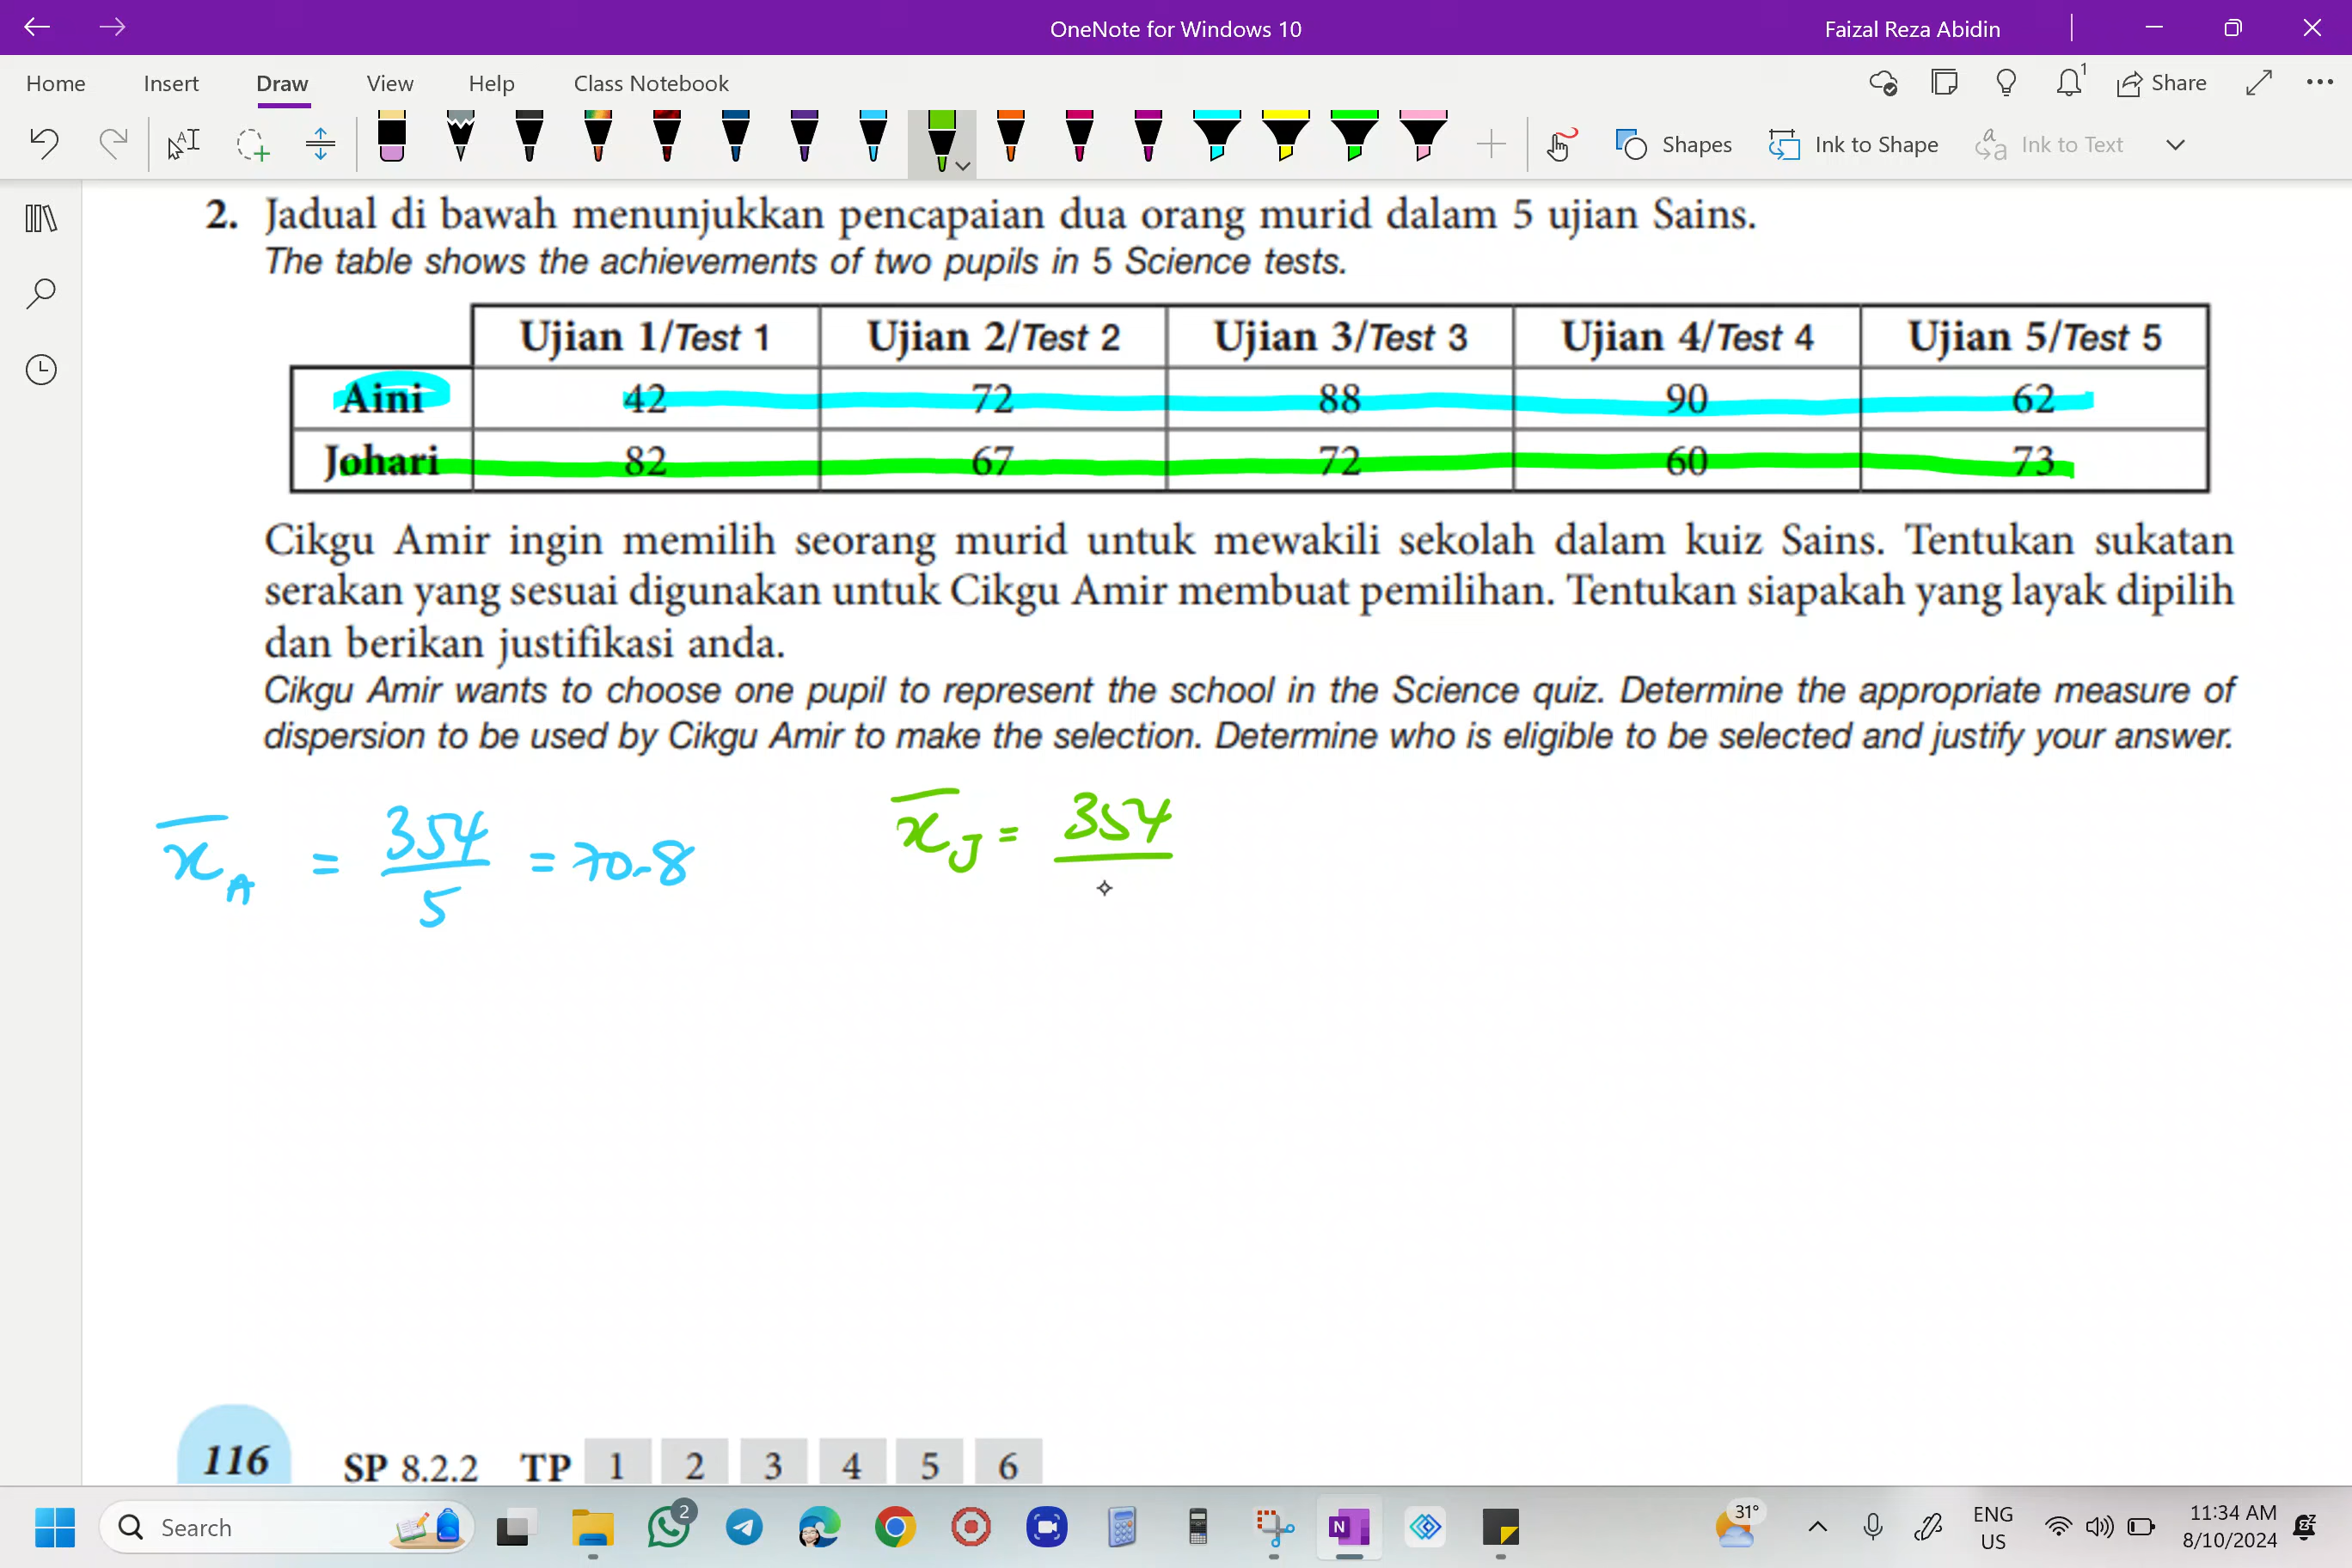 OneNote for Windows 10
Faizal Reza Abidin
Home Insert Draw View Help Class Notebook
1
Share
Shapes Ink to Shape Ink to Text
2. Jadual di bawah menunjukkan pencapaian dua orang murid dalam 5 ujian Sains.
The table shows the achievements of two pupils in 5 Science tests.
Ujian 1/Test 1 Ujian 2/Test 2 Ujian 3/Test 3 Ujian 4/Test 4 Ujian 5/Test 5
Aini 42 72 88 90 62
Johari 82 67 72 60 73
Cikgu Amir ingin memilih seorang murid untuk mewakili sekolah dalam kuiz Sains. Tentukan sukatan
serakan yang sesuai digunakan untuk Cikgu Amir membuat pemilihan. Tentukan siapakah yang layak dipilih
dan berikan justifikasi anda.
Cikgu Amir wants to choose one pupil to represent the school in the Science quiz. Determine the appropriate measure of
dispersion to be used by Cikgu Amir to make the selection. Determine who is eligible to be selected and justify your answer.
x̄_A = 354/5 = 70.8
x̄_J = 354
116 SP 8.2.2 TP 1 2 3 4 5 6
Search
2
31°
ENG
US
11:34 AM
8/10/2024